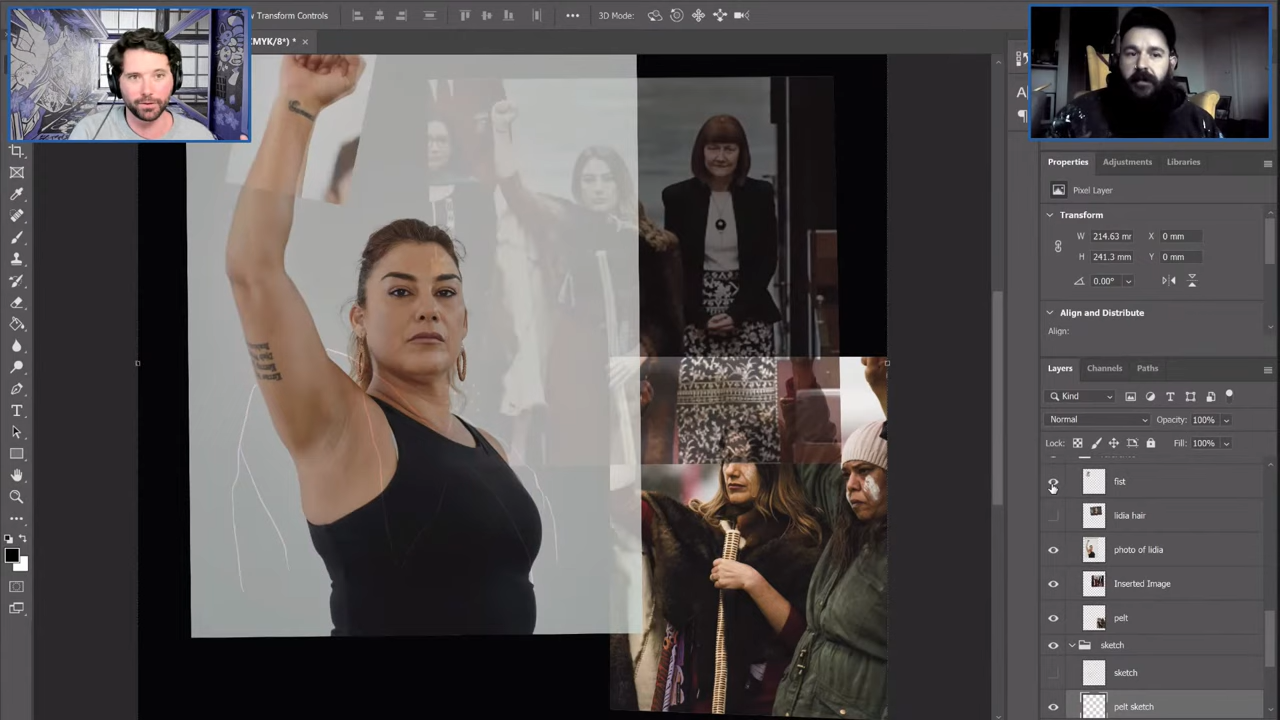 Transform Controls
3D Mode:
MYK/8*) *
Properties
Adjustments
Libraries
Pixel Layer
Transform
W 214.63 mr X 0 mm
H 241.3 mm Y 0 mm
0.00°
Align and Distribute
Align:
Layers
Channels
Paths
Kind
Normal
Opacity: 100%
Lock:
Fill: 100%
fist
lidia hair
photo of lidia
Inserted Image
pelt
sketch
sketch
pelt sketch